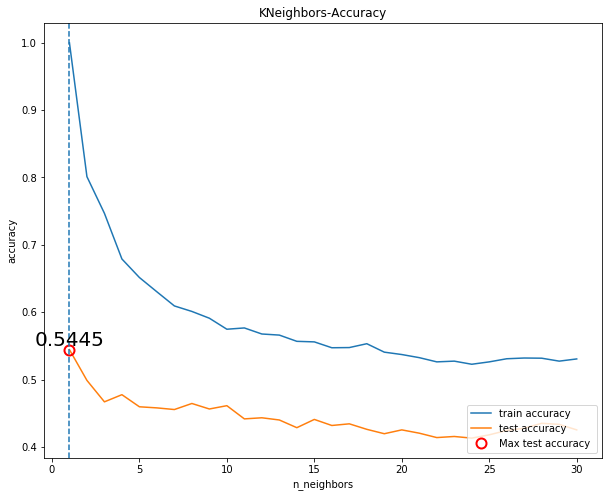 KNeighbors-Accuracy
1.0
0.9
0.8
0.7
0.6
0.5
0.4
accuracy
0.5445
train accuracy
test accuracy
Max test accuracy
0 5 10 15 20 25 30
n_neighbors